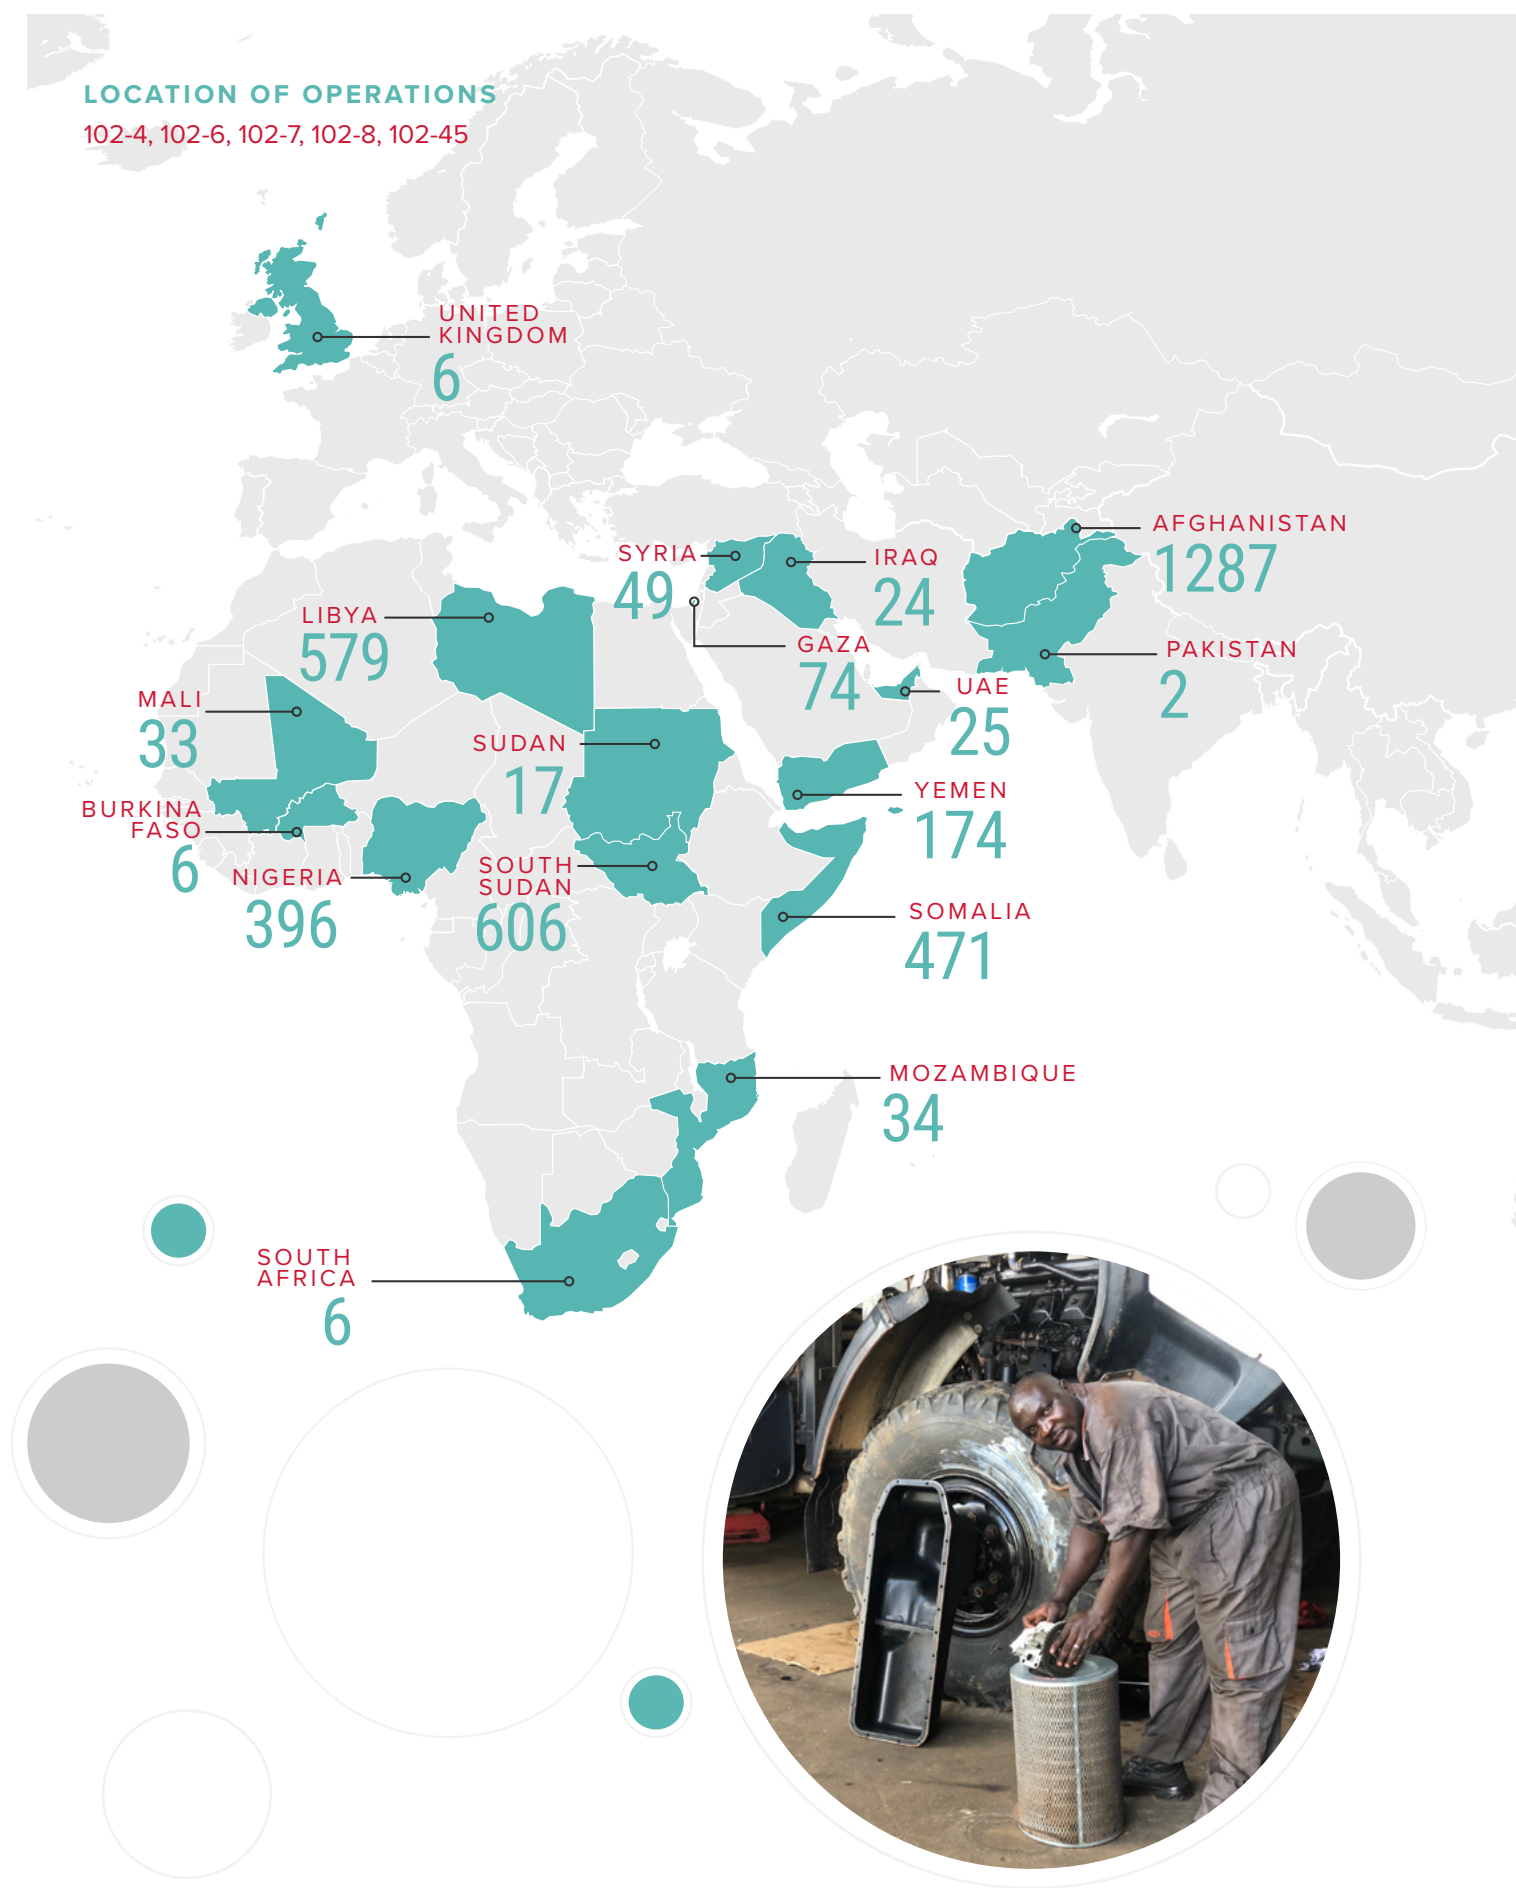 LOCATION OF OPERATIONS
102-4, 102-6, 102-7, 102-8, 102-45
UNITED
KINGDOM
6
AFGHANISTAN
1287
SYRIA
49
IRAQ
24
LIBYA
579
GAZA
74
PAKISTAN
2
UAE
25
MALI
33
SUDAN
17
YEMEN
174
BURKINA
FASO
6
NIGERIA
396
SOUTH
SUDAN
606
SOMALIA
471
MOZAMBIQUE
34
SOUTH
AFRICA
6